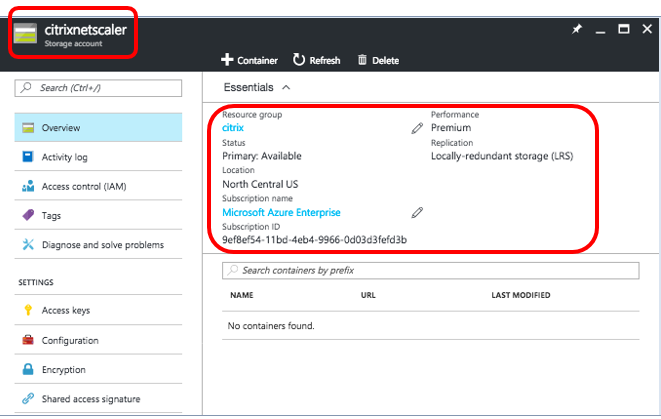 citrixnetscaler
Storage account
Container Refresh Delete
Search (Ctrl+/)
Overview
Activity log
Access control (IAM)
Tags
Diagnose and solve problems
SETTINGS
Access keys
Configuration
Encryption
Shared access signature
Essentials
Resource group
citrix
Status
Primary: Available
Location
North Central US
Subscription name
Microsoft Azure Enterprise
Subscription ID
9ef8ef54-11bd-4eb4-9966-0d03d3fefd3b
Performance
Premium
Replication
Locally-redundant storage (LRS)
Search containers by prefix
NAME URL LAST MODIFIED
No containers found.